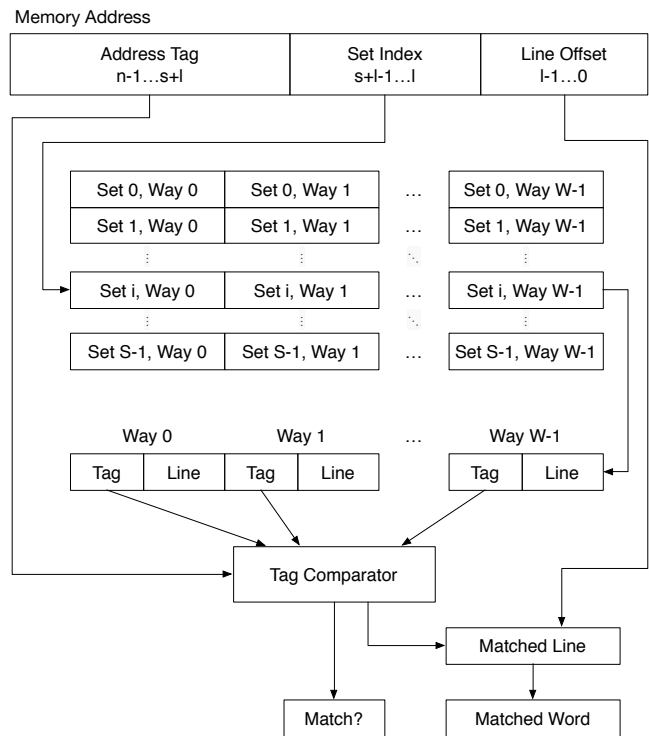 Memory Address
Address Tag
n-1…s+l
Set Index
s+l-1…l
Line Offset
l-1…0
Set 0, Way 0 Set 0, Way 1 … Set 0, Way W-1
Set 1, Way 0 Set 1, Way 1 … Set 1, Way W-1
⋮ ⋮ ⋱ ⋮
Set i, Way 0 Set i, Way 1 … Set i, Way W-1
⋮ ⋮ ⋱ ⋮
Set S-1, Way 0 Set S-1, Way 1 … Set S-1, Way W-1
Way 0 Way 1 … Way W-1
Tag Line Tag Line Tag Line
Tag Comparator
Matched Line
Match? Matched Word